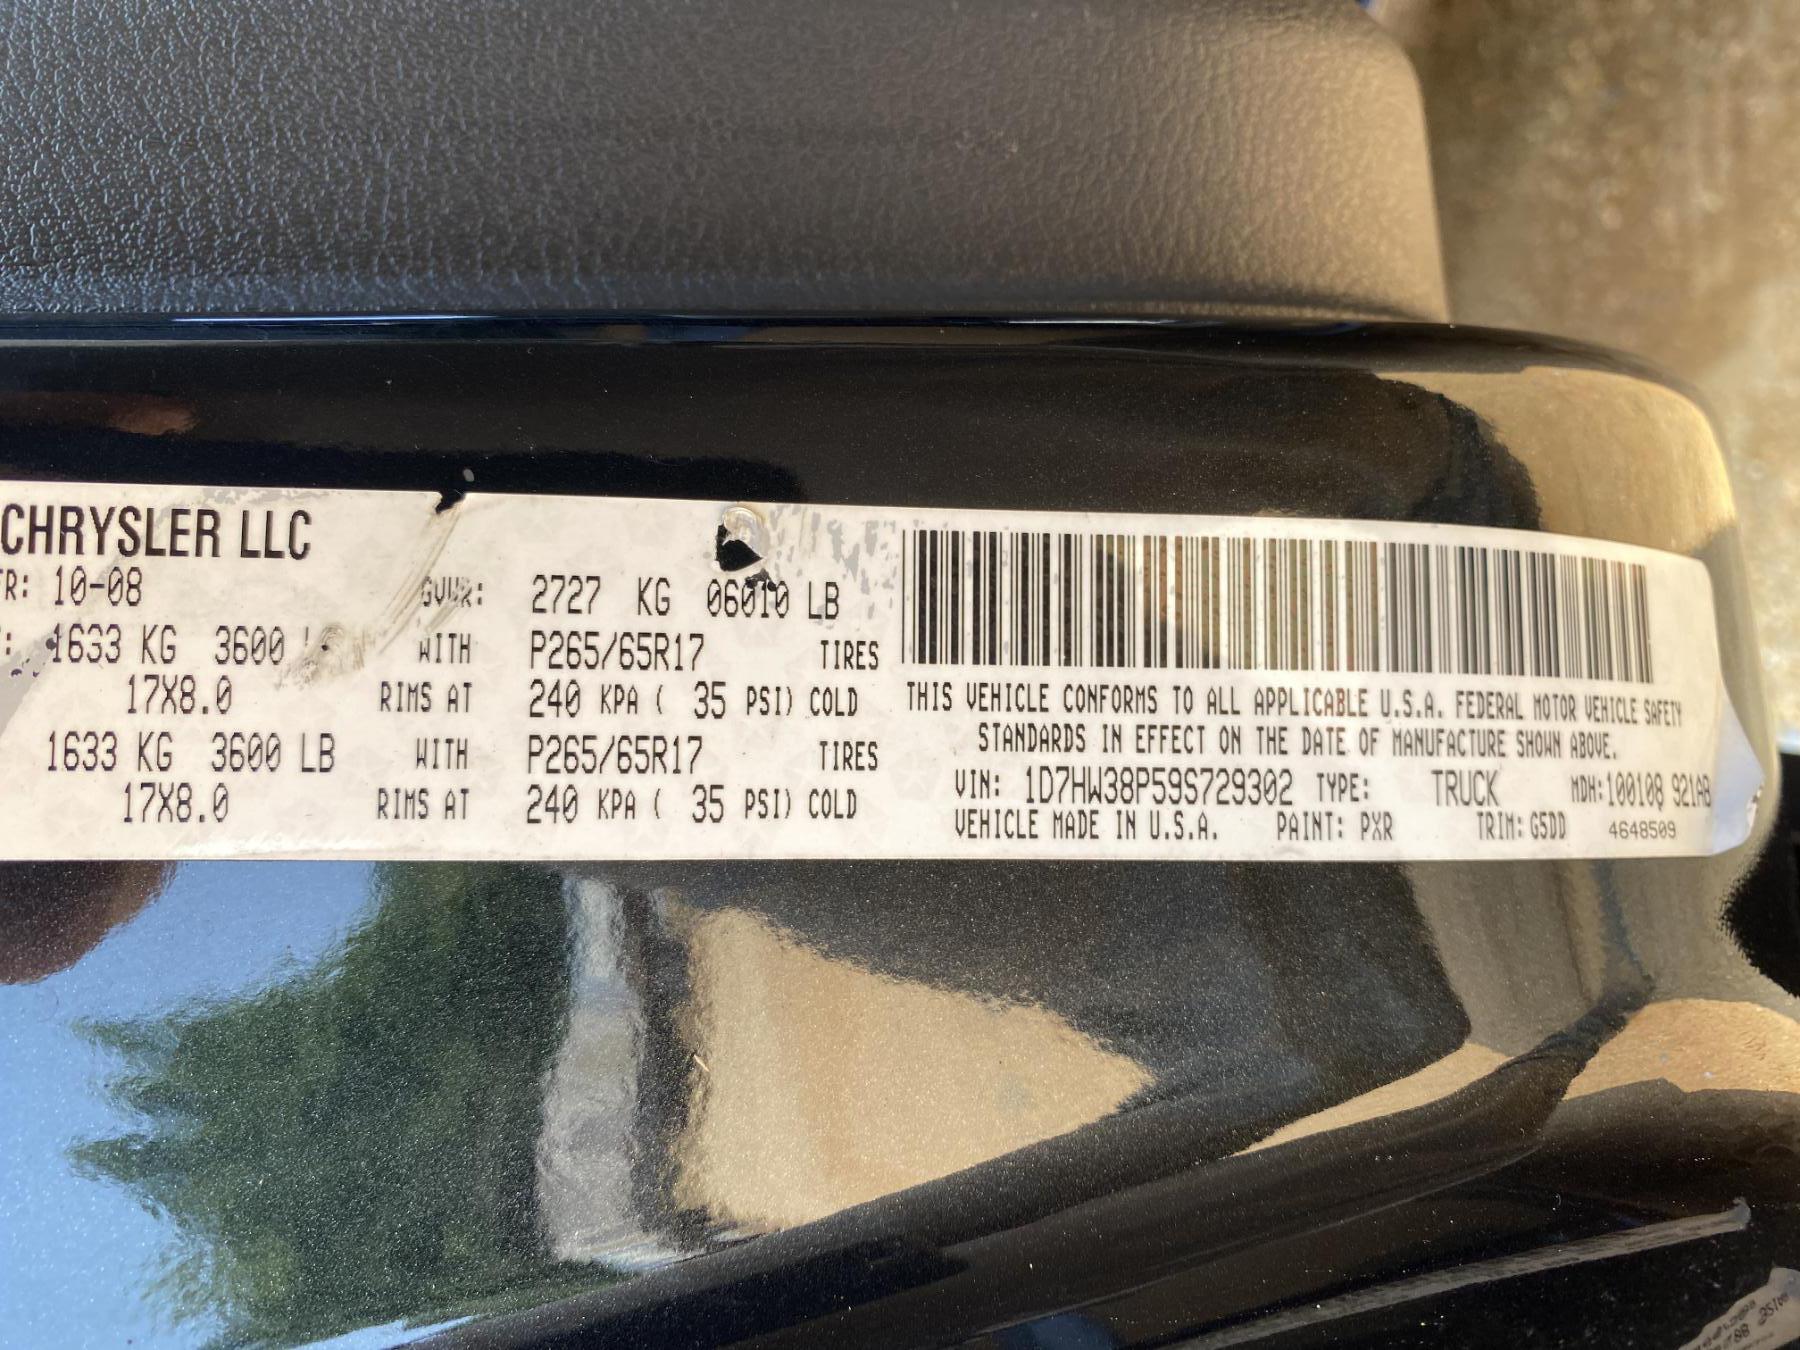 CHRYSLER LLC
FR: 10-08 GVWR: 2727 KG 06010 LB
: 1633 KG 3600 L WITH P265/65R17 TIRES
17X8.0 RIMS AT 240 KPA ( 35 PSI) COLD
1633 KG 3600 LB WITH P265/65R17 TIRES
17X8.0 RIMS AT 240 KPA ( 35 PSI) COLD
THIS VEHICLE CONFORMS TO ALL APPLICABLE U.S.A. FEDERAL MOTOR VEHICLE SAFETY
STANDARDS IN EFFECT ON THE DATE OF MANUFACTURE SHOWN ABOVE.
VIN: 1D7HW38P59S729302 TYPE: TRUCK MDH:100108 921AB
VEHICLE MADE IN U.S.A. PAINT: PXR TRIM: G5DD 4648509